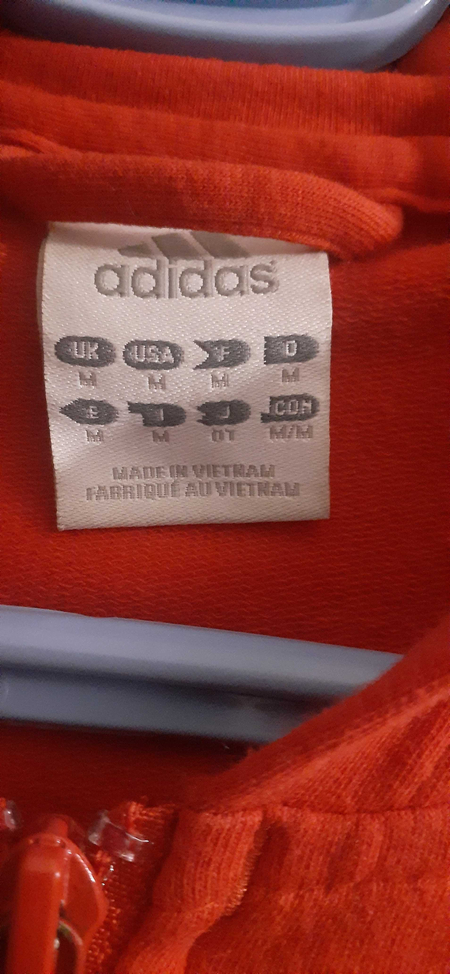 adidas
UK USA F D
M M M M
E I J CDN
M M OT M/M
MADE IN VIETNAM
FABRIQUÉ AU VIETNAM